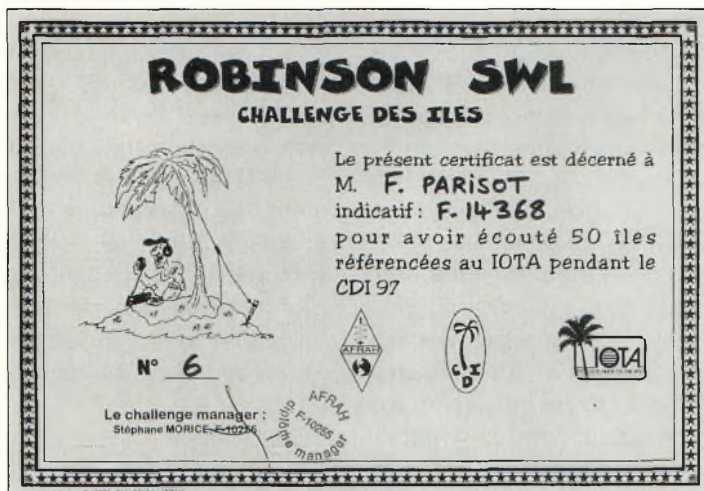 ROBINSON SWL
CHALLENGE DES ILES
Le présent certificat est décerné à
M. F. PARISOT
indicatif : F-14368
pour avoir écouté 50 îles
référencées au IOTA pendant le
CDI 97
N° 6
AFRAH
C I D
IOTA
Le challenge manager :
Stéphane MORICE, F-10255
AFRAH
F-10255
diplôme manager